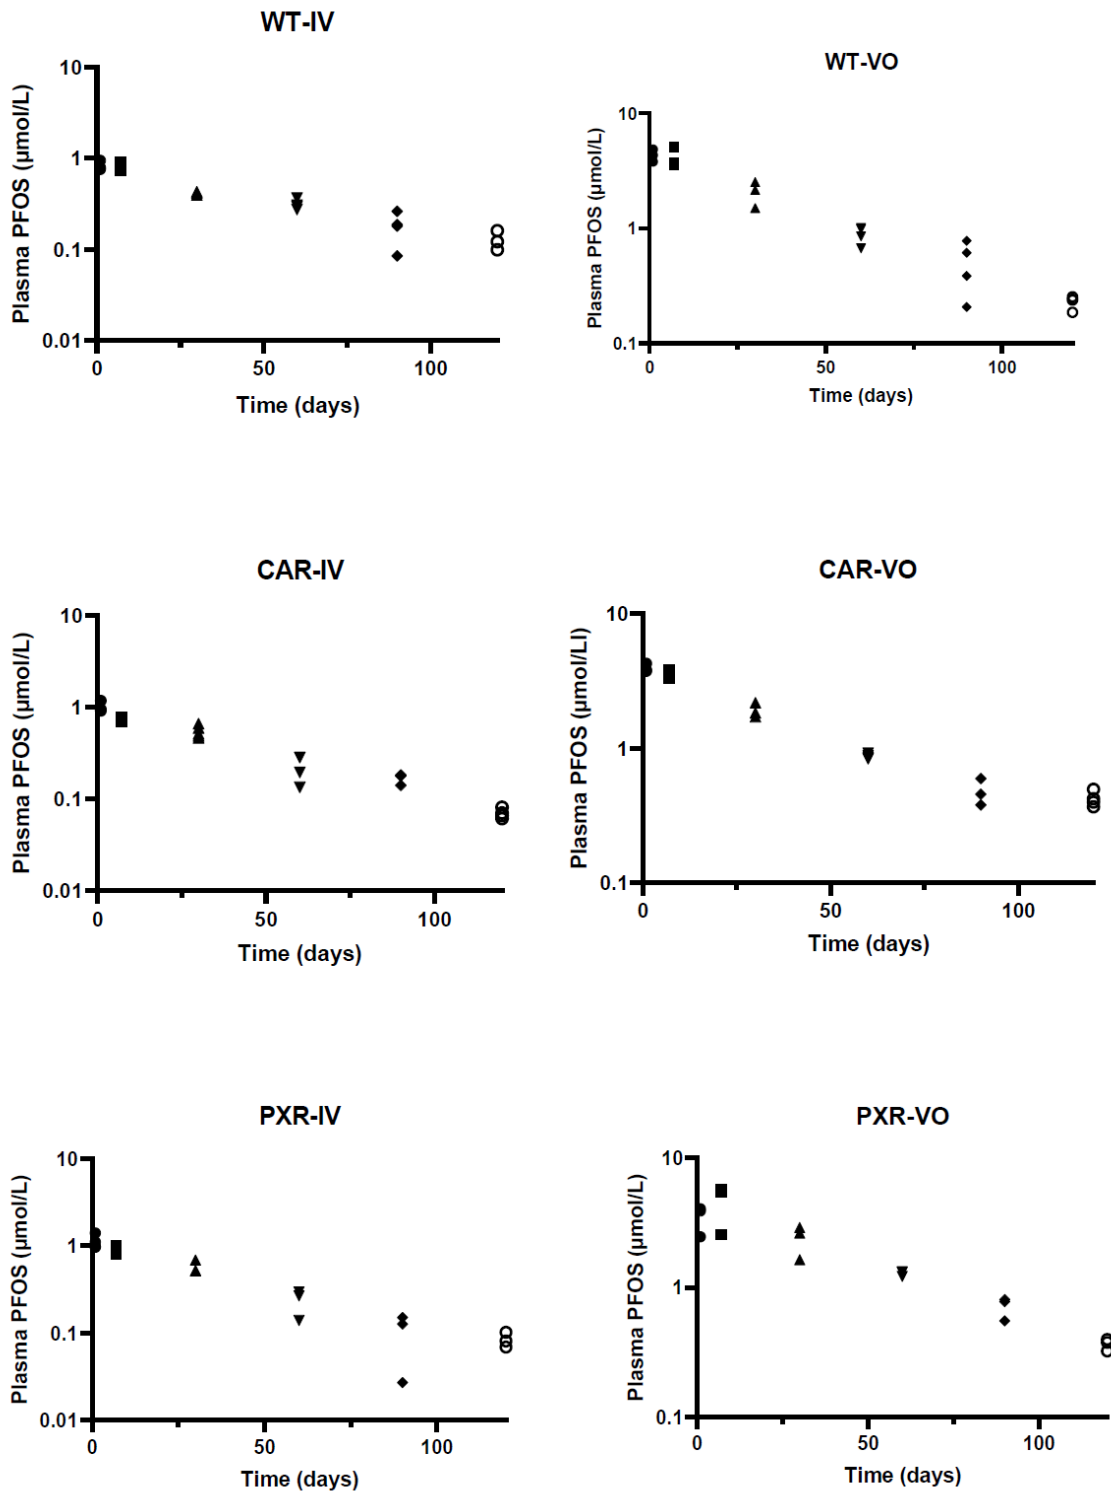 WT-IV
Plasma PFOS (µmol/L)
10
1
0.1
0.01
0
50
100
Time (days)
WT-VO
Plasma PFOS (µmol/L)
10
1
0.1
0
50
100
Time (days)
CAR-IV
Plasma PFOS (µmol/L)
10
1
0.1
0.01
0
50
100
Time (days)
CAR-VO
Plasma PFOS (µmol/LI)
10
1
0.1
0
50
100
Time (days)
PXR-IV
Plasma PFOS (µmol/L)
10
1
0.1
0.01
0
50
100
Time (days)
PXR-VO
Plasma PFOS (µmol/L)
10
1
0.1
0
50
100
Time (days)